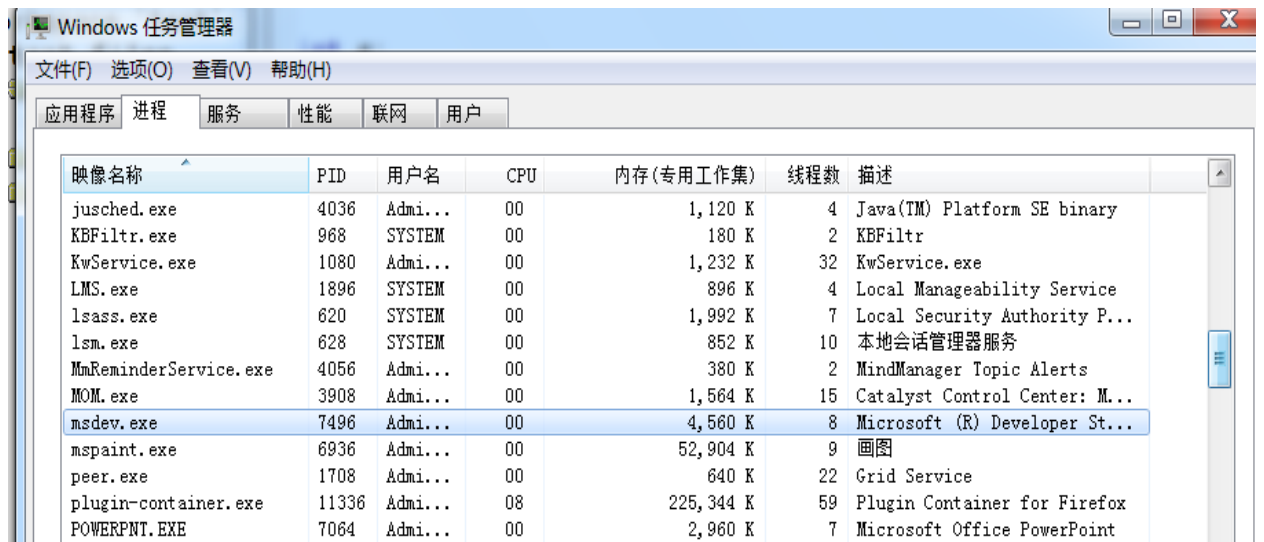 Windows 任务管理器
文件(F) 选项(O) 查看(V) 帮助(H)
应用程序 进程 服务 性能 联网 用户
映像名称 PID 用户名 CPU 内存(专用工作集) 线程数 描述
jusched.exe 4036 Admi... 00 1,120 K 4 Java(TM) Platform SE binary
KBFiltr.exe 968 SYSTEM 00 180 K 2 KBFiltr
KwService.exe 1080 Admi... 00 1,232 K 32 KwService.exe
LMS.exe 1896 SYSTEM 00 896 K 4 Local Manageability Service
lsass.exe 620 SYSTEM 00 1,992 K 7 Local Security Authority P...
lsm.exe 628 SYSTEM 00 852 K 10 本地会话管理器服务
MmReminderService.exe 4056 Admi... 00 380 K 2 MindManager Topic Alerts
MOM.exe 3908 Admi... 00 1,564 K 15 Catalyst Control Center: M...
msdev.exe 7496 Admi... 00 4,560 K 8 Microsoft (R) Developer St...
mspaint.exe 6936 Admi... 00 52,904 K 9 画图
peer.exe 1708 Admi... 00 640 K 22 Grid Service
plugin-container.exe 11336 Admi... 08 225,344 K 59 Plugin Container for Firefox
POWERPNT.EXE 7064 Admi... 00 2,960 K 7 Microsoft Office PowerPoint